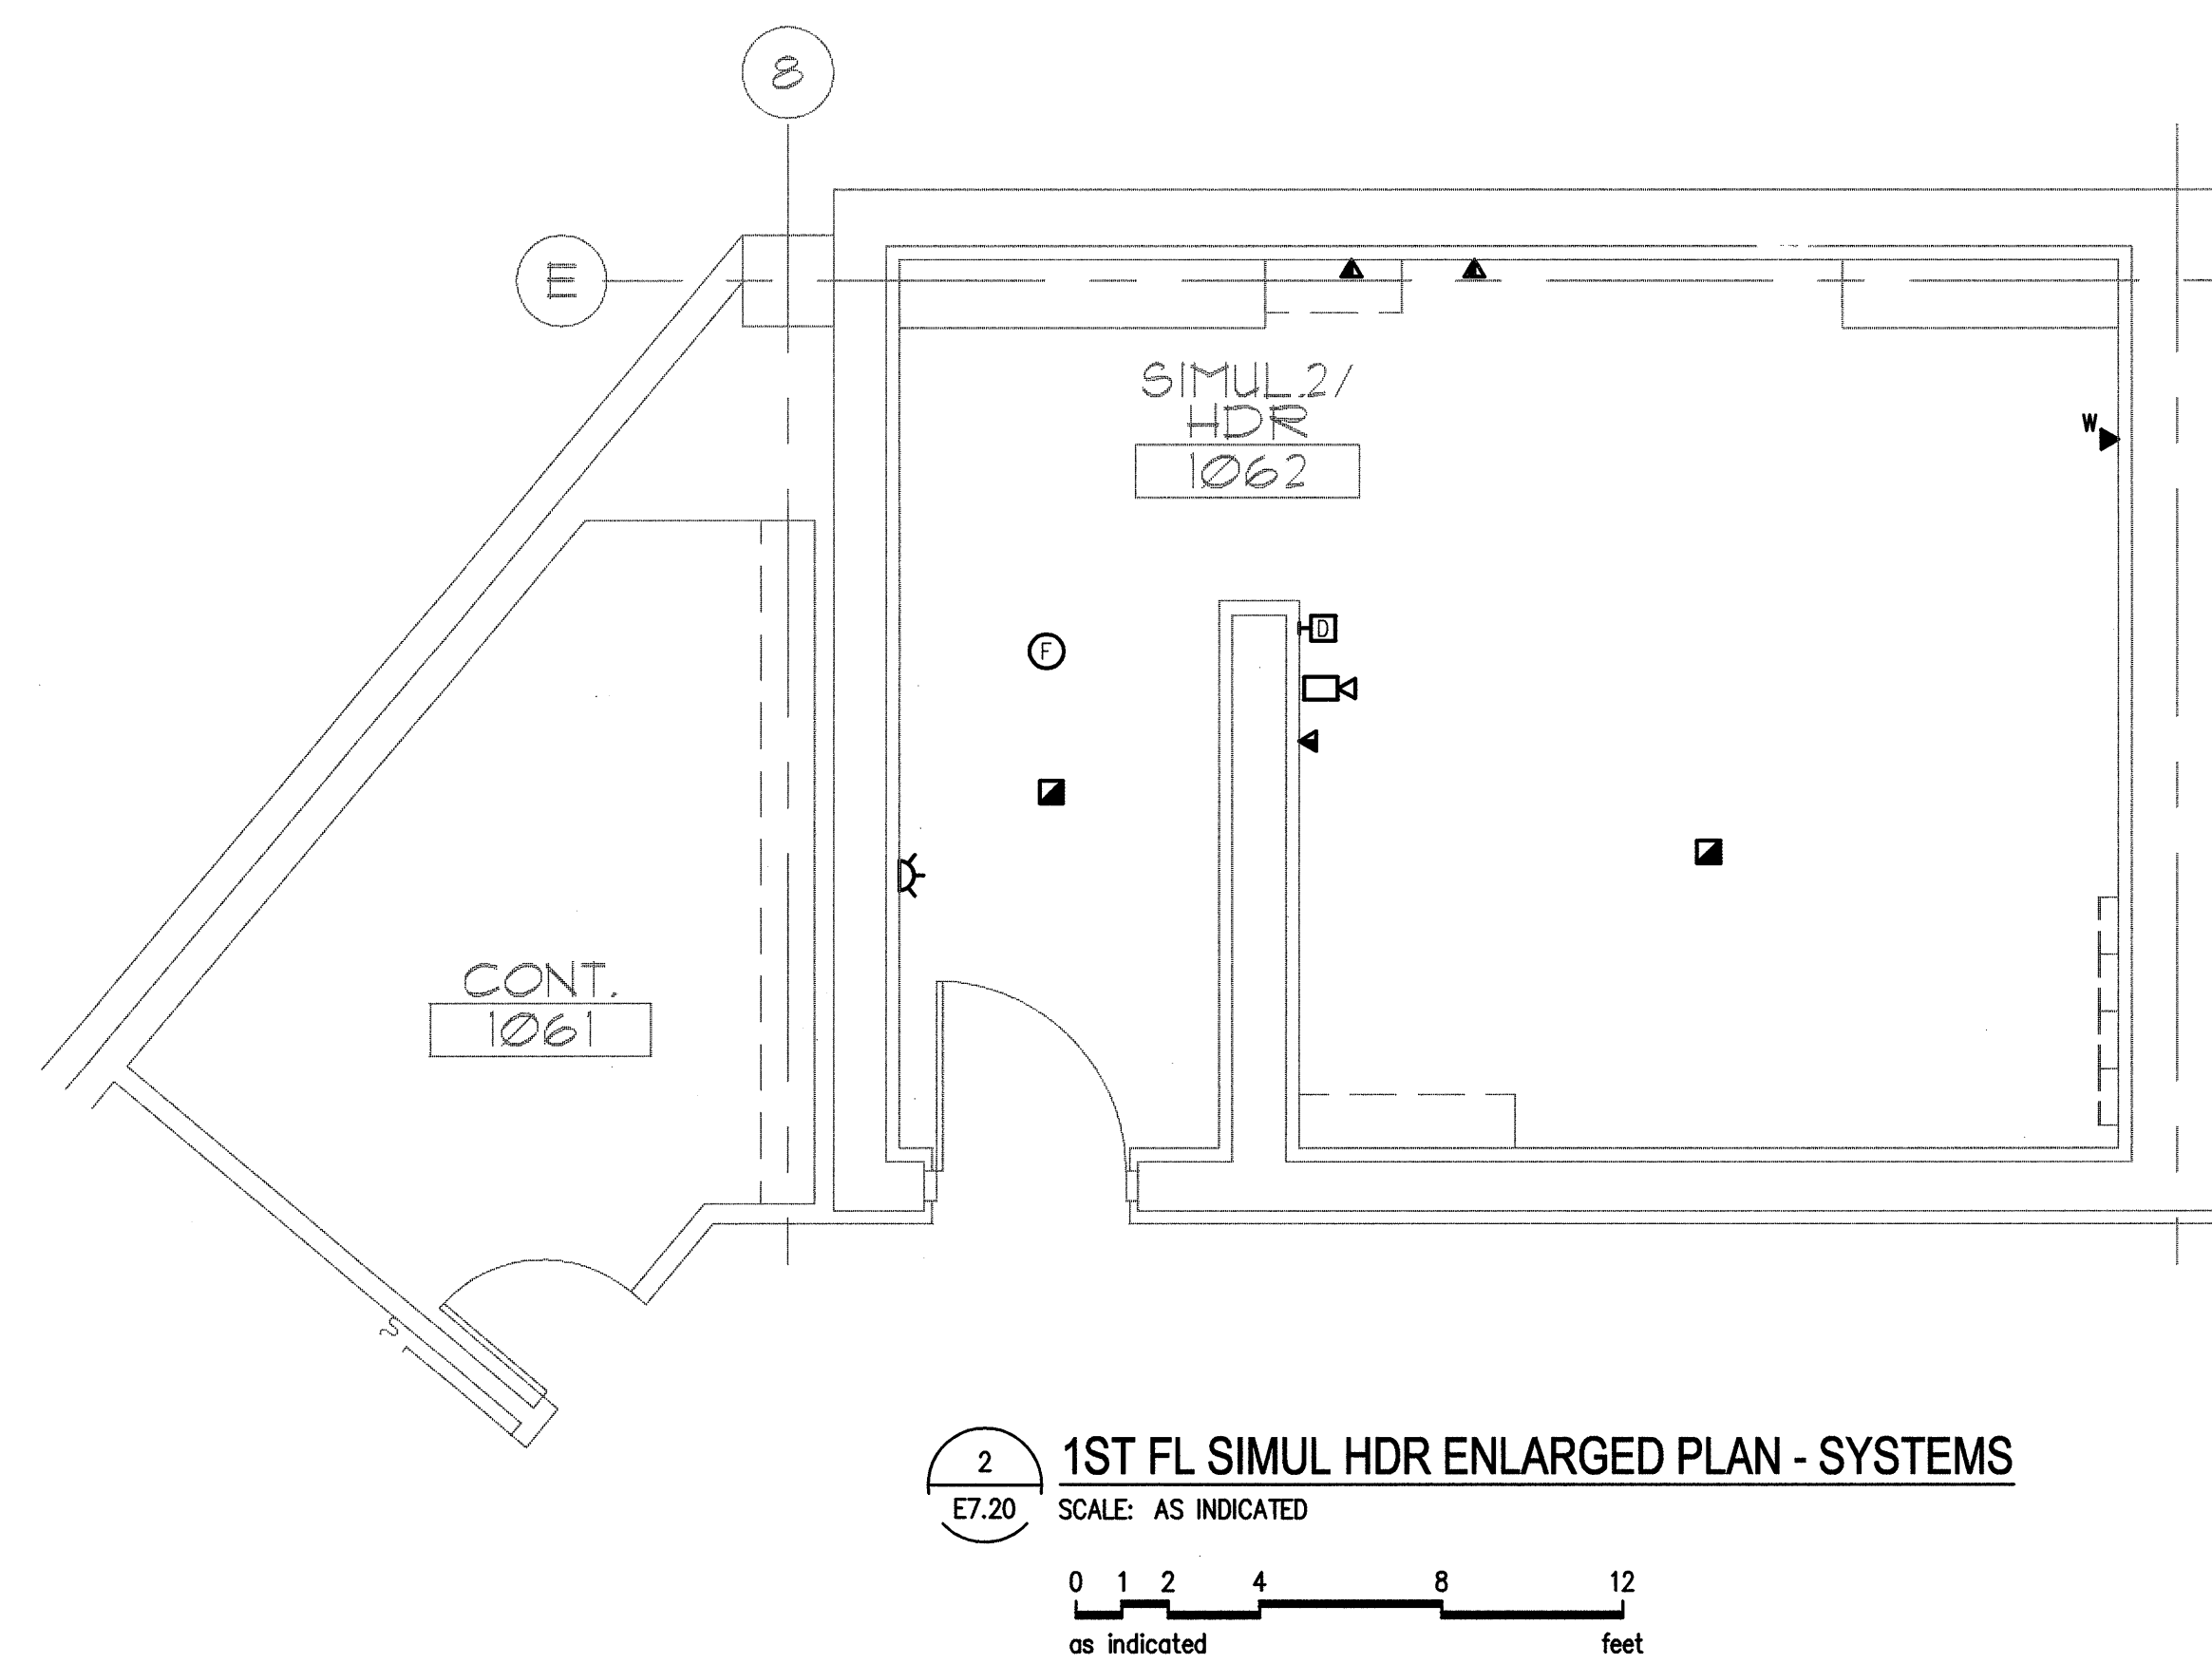 8
E
SIMUL.2/
HDR
1062
W
D
F
CONT.
1061
2
E7.20
1ST FL SIMUL HDR ENLARGED PLAN - SYSTEMS
SCALE: AS INDICATED
0 1 2 4 8 12
as indicated feet